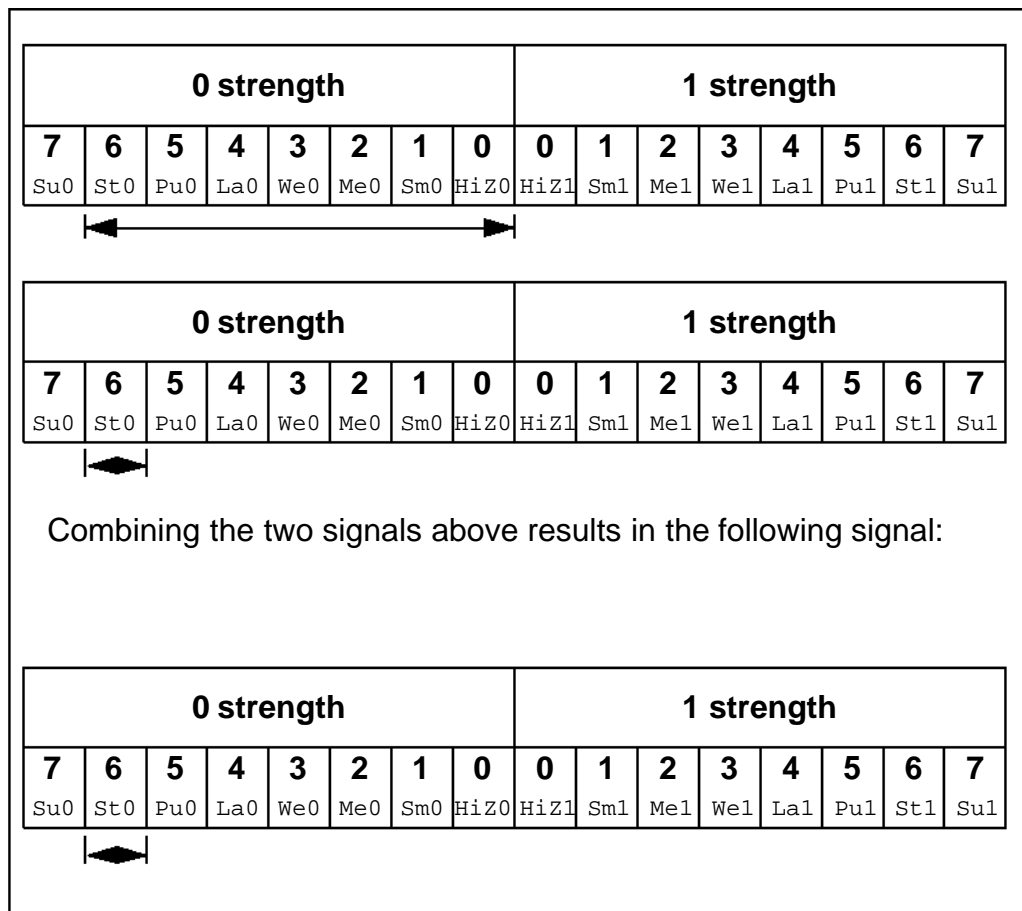 0 strength 1 strength
7 6 5 4 3 2 1 0 0 1 2 3 4 5 6 7
Su0 St0 Pu0 La0 We0 Me0 Sm0 HiZ0 HiZ1 Sm1 Me1 We1 La1 Pu1 St1 Su1
0 strength 1 strength
7 6 5 4 3 2 1 0 0 1 2 3 4 5 6 7
Su0 St0 Pu0 La0 We0 Me0 Sm0 HiZ0 HiZ1 Sm1 Me1 We1 La1 Pu1 St1 Su1
Combining the two signals above results in the following signal:
0 strength 1 strength
7 6 5 4 3 2 1 0 0 1 2 3 4 5 6 7
Su0 St0 Pu0 La0 We0 Me0 Sm0 HiZ0 HiZ1 Sm1 Me1 We1 La1 Pu1 St1 Su1